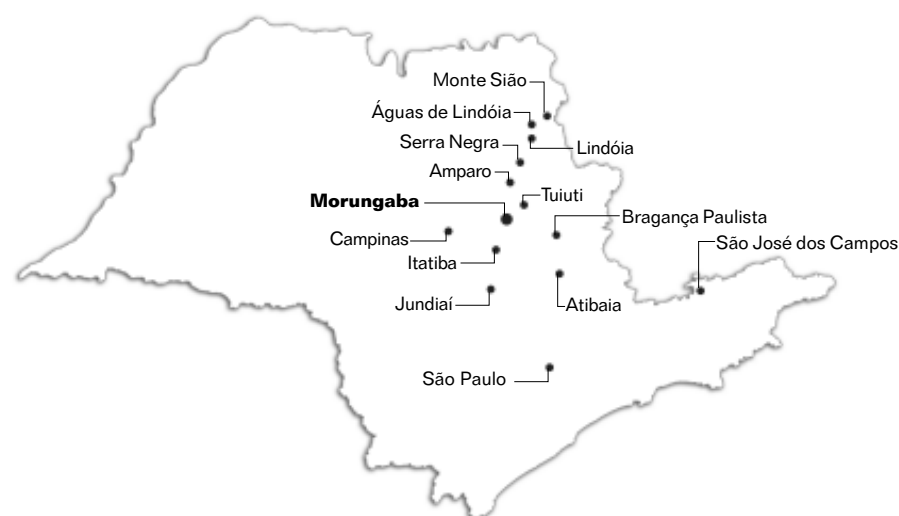 Monte Sião
Águas de Lindóia
Serra Negra
Lindóia
Amparo
Morungaba
Tuiuti
Bragança Paulista
Campinas
São José dos Campos
Itatiba
Jundiaí
Atibaia
São Paulo